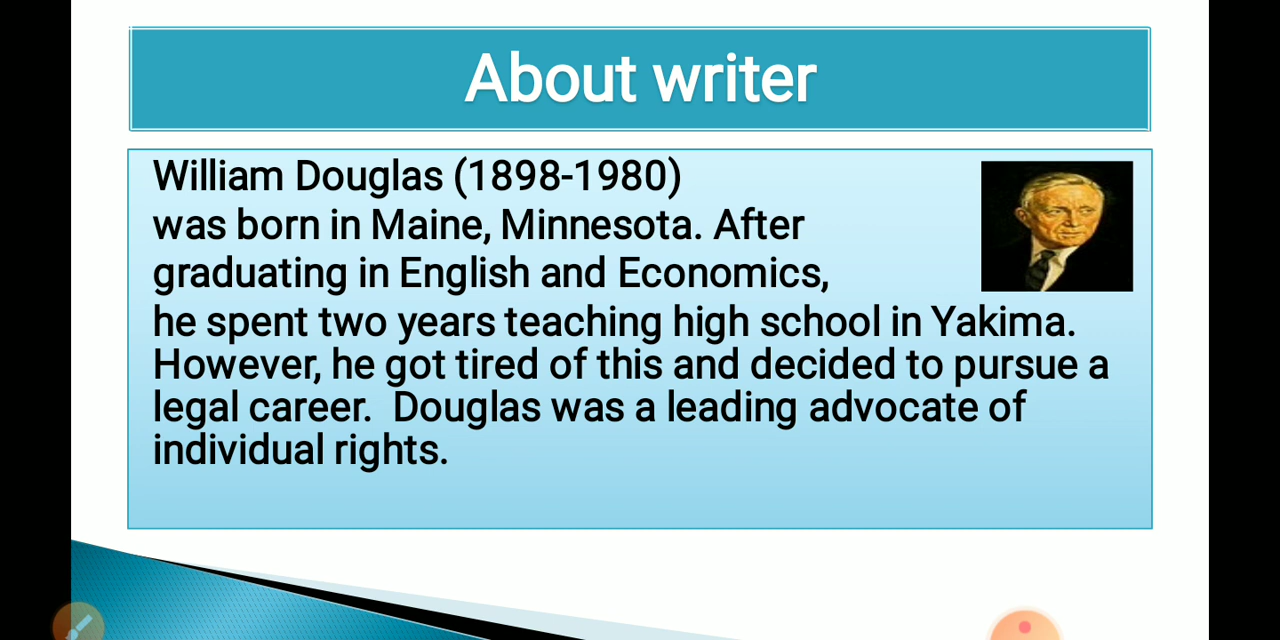 About writer
William Douglas (1898-1980)
was born in Maine, Minnesota. After
graduating in English and Economics,
he spent two years teaching high school in Yakima.
However, he got tired of this and decided to pursue a
legal career.  Douglas was a leading advocate of
individual rights.